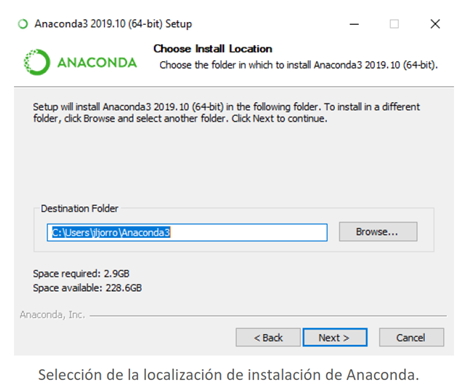 Anaconda3 2019.10 (64-bit) Setup
ANACONDA
Choose Install Location
Choose the folder in which to install Anaconda3 2019.10 (64-bit).
Setup will install Anaconda3 2019.10 (64-bit) in the following folder. To install in a different
folder, click Browse and select another folder. Click Next to continue.
Destination Folder
C:\Users\jljorro\Anaconda3
Browse...
Space required: 2.9GB
Space available: 228.6GB
Anaconda, Inc.
< Back
Next >
Cancel
Selección de la localización de instalación de Anaconda.